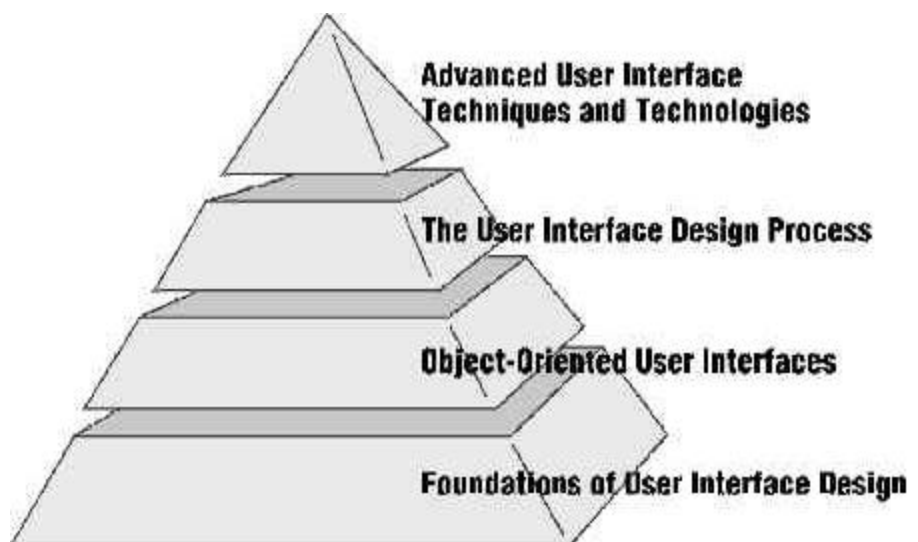 Advanced User Interface
Techniques and Technologies
The User Interface Design Process
Object-Oriented User Interfaces
Foundations of User Interface Design